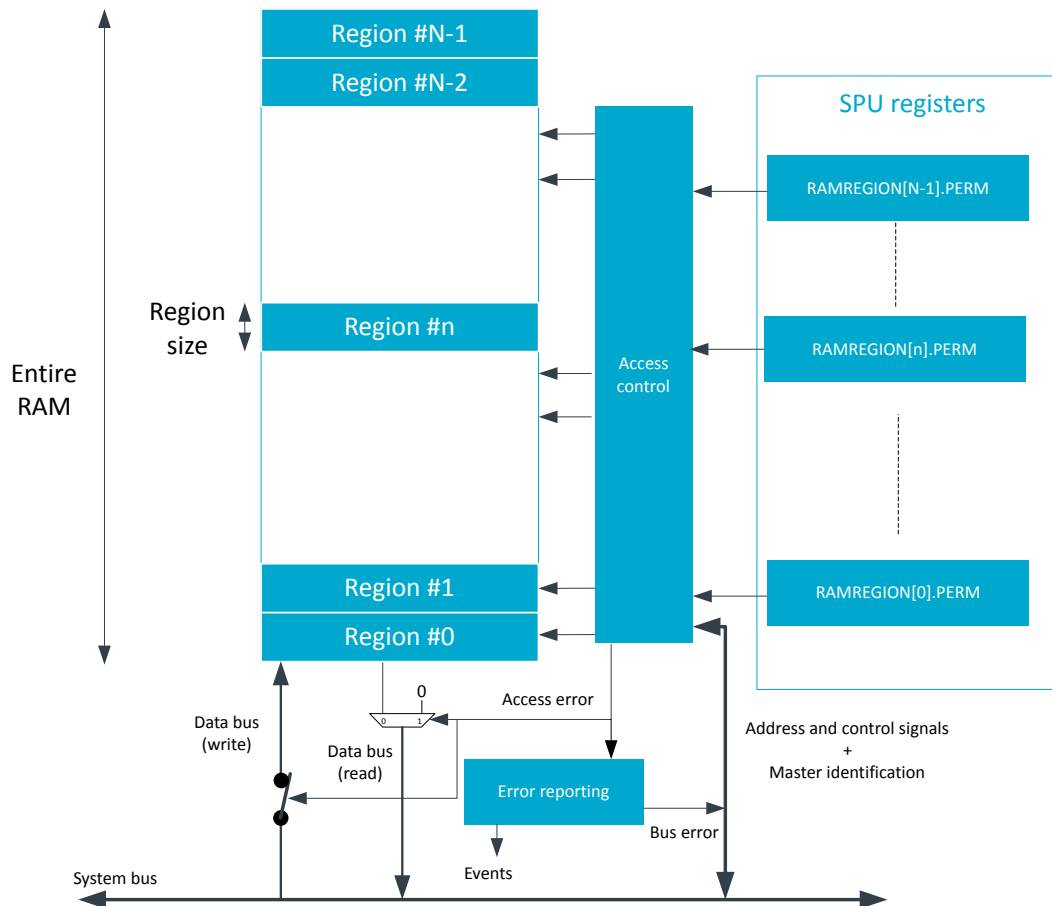 Region #N-1
Region #N-2
SPU registers
RAMREGION[N-1].PERM
Region
size
Region #n
RAMREGION[n].PERM
Access
control
Entire
RAM
Region #1
RAMREGION[0].PERM
Region #0
0
Access error
0 1
Data bus
(write)
Data bus
(read)
Address and control signals
+
Master identification
Error reporting
Bus error
Events
System bus